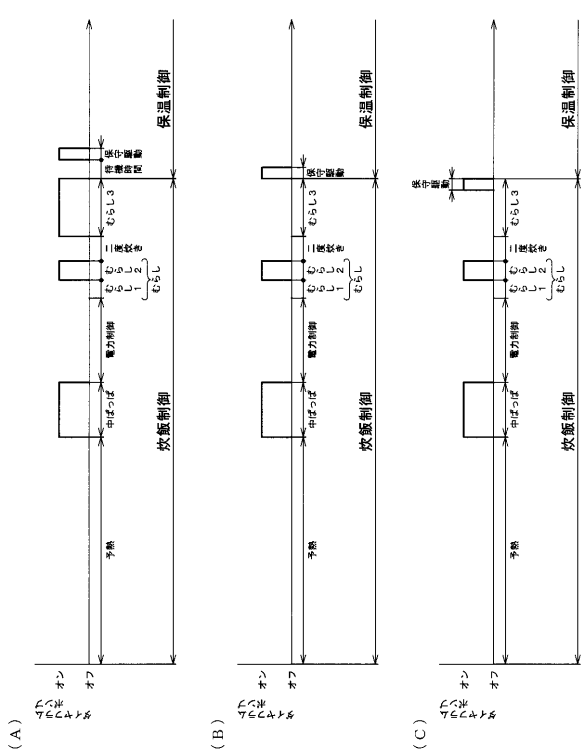 (A)
ダイヤフラム
ポンプ
オン
オフ
予熱
中ぱっぱ
電力制御
むらし1
むらし2
むらし
二度炊き
むらし3
待機時間
保守駆動
炊飯制御
保温制御
(B)
ダイヤフラム
ポンプ
オン
オフ
予熱
中ぱっぱ
電力制御
むらし1
むらし2
むらし
二度炊き
むらし3
保守駆動
炊飯制御
保温制御
(C)
ダイヤフラム
ポンプ
オン
オフ
予熱
中ぱっぱ
電力制御
むらし1
むらし2
むらし
二度炊き
むらし3
保守駆動
炊飯制御
保温制御